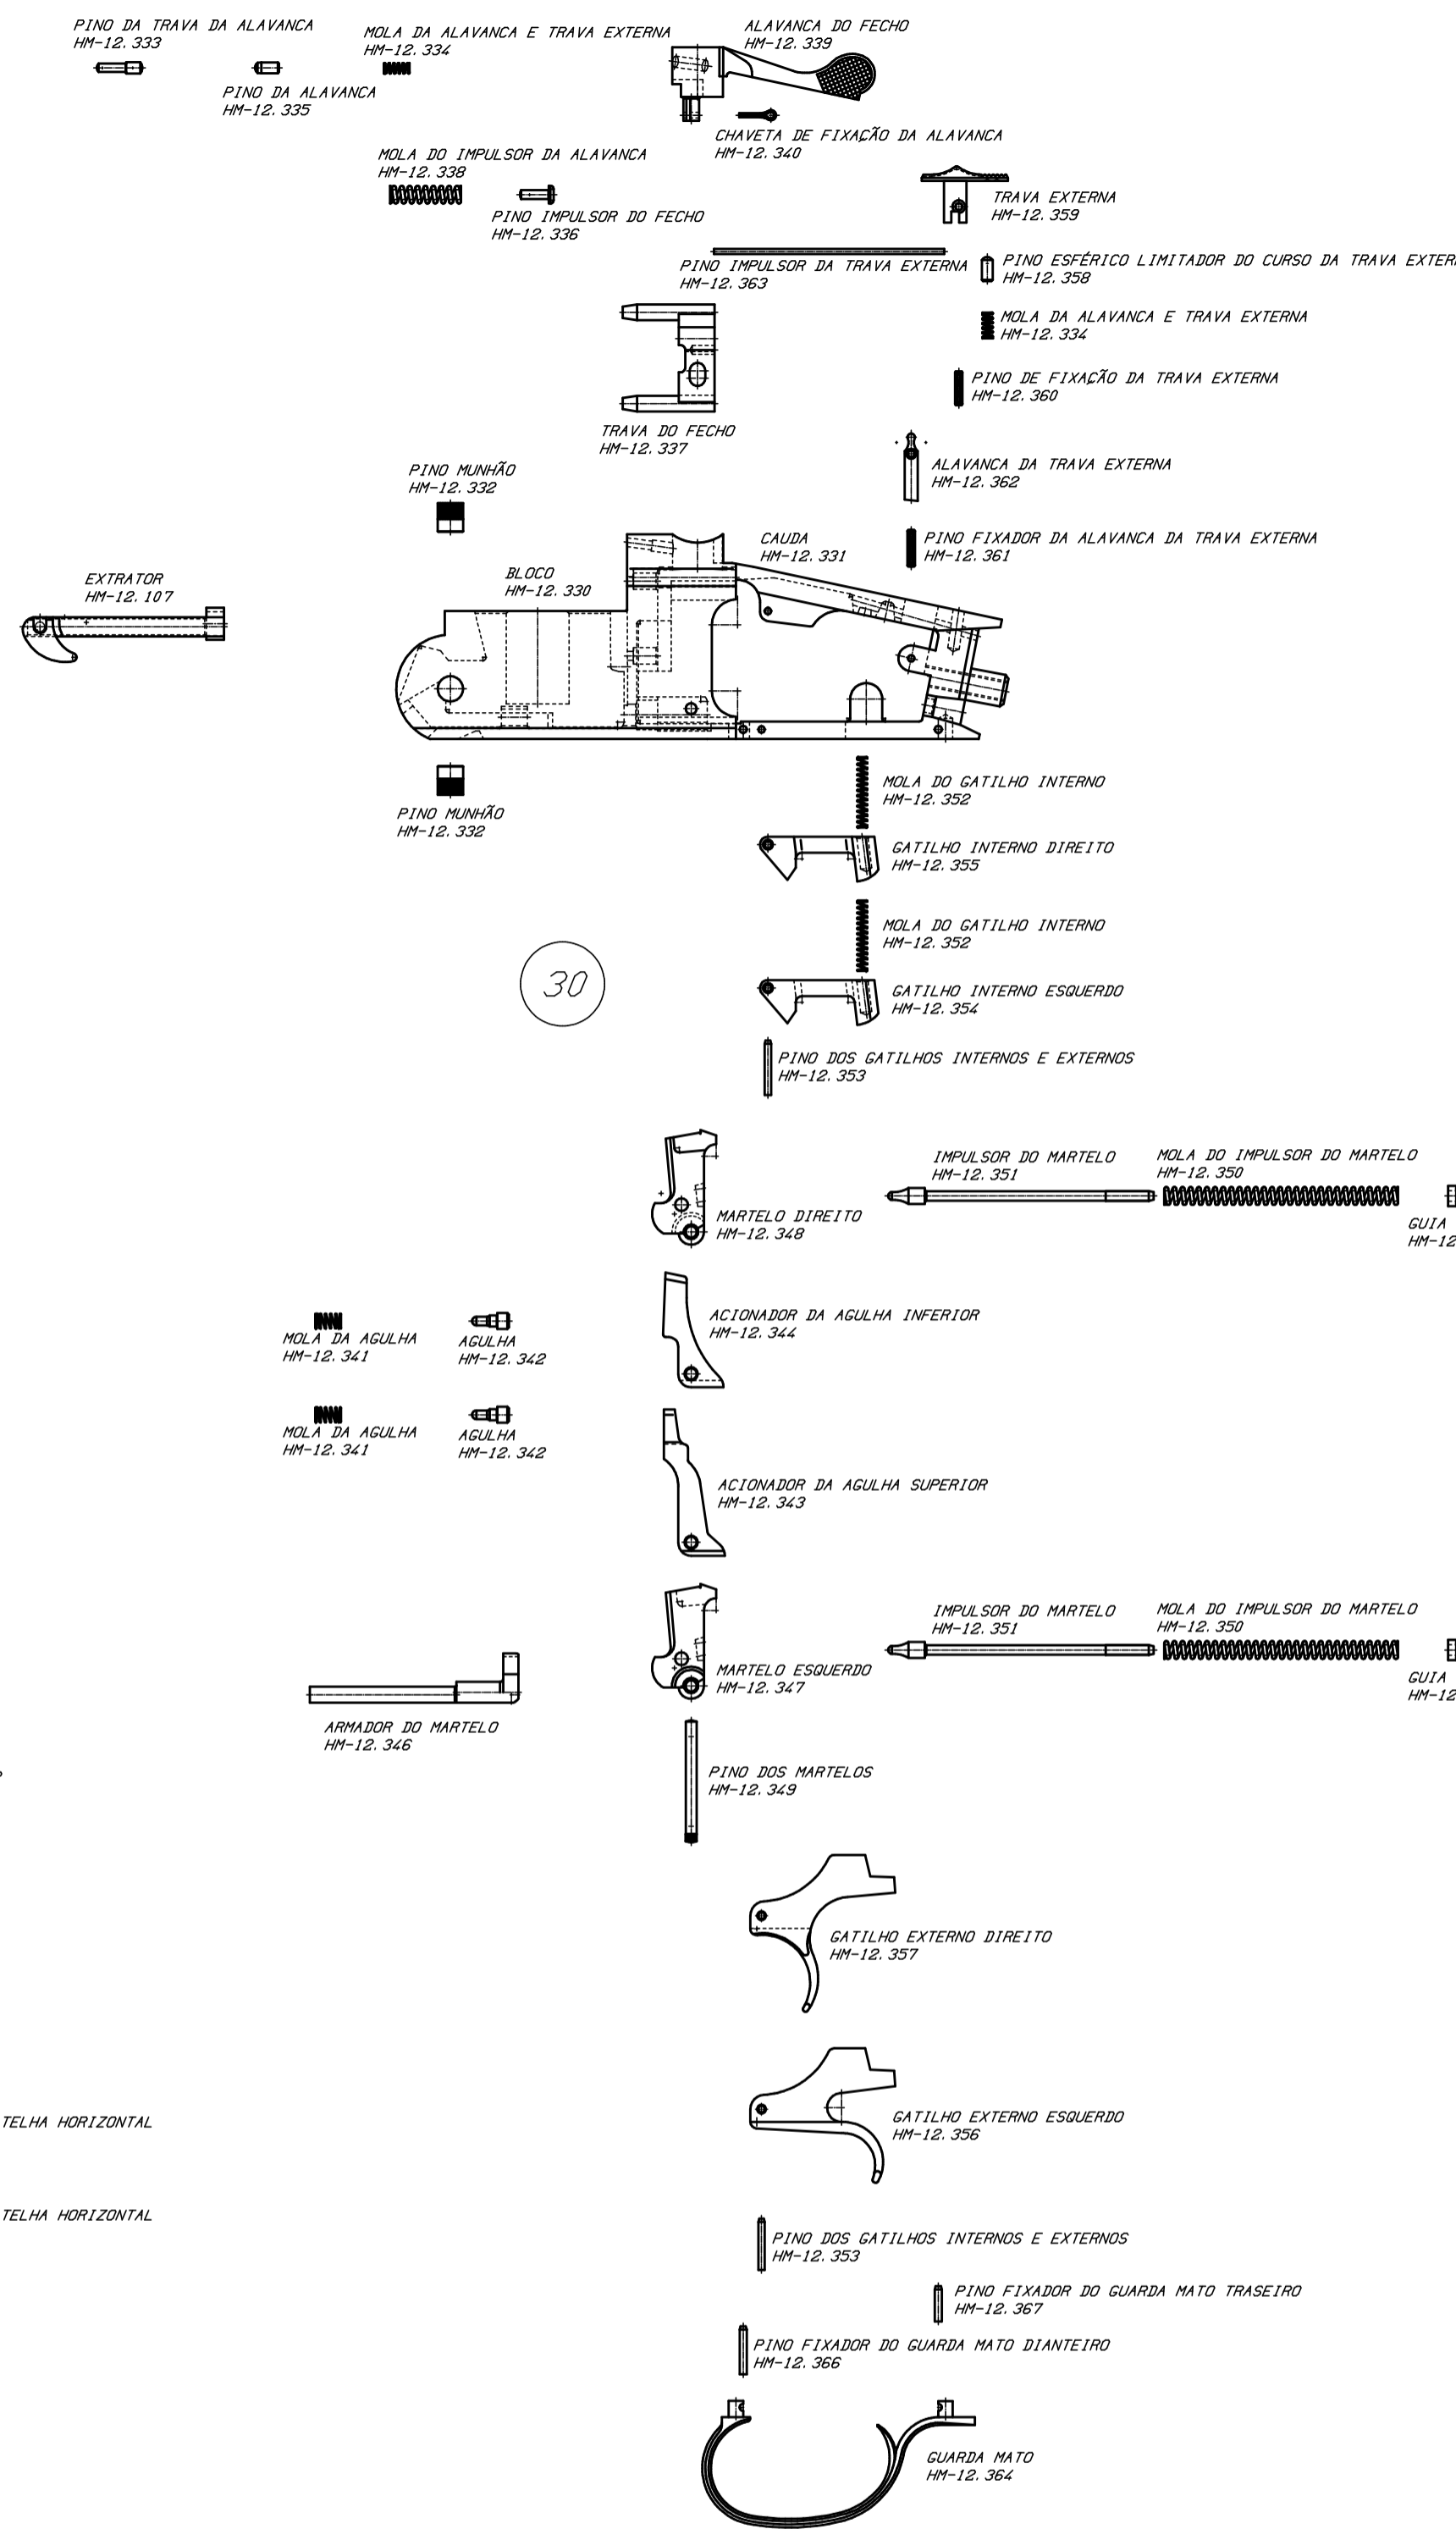 PINO DA TRAVA DA ALAVANCA
HM-12.333
MOLA DA ALAVANCA E TRAVA EXTERNA
HM-12.334
ALAVANCA DO FECHO
HM-12.339
PINO DA ALAVANCA
HM-12.335
CHAVETA DE FIXAÇÃO DA ALAVANCA
HM-12.340
MOLA DO IMPULSOR DA ALAVANCA
HM-12.338
PINO IMPULSOR DO FECHO
HM-12.336
TRAVA EXTERNA
HM-12.359
PINO IMPULSOR DA TRAVA EXTERNA
HM-12.363
PINO ESFÉRICO LIMITADOR DO CURSO DA TRAVA EXTER
HM-12.358
MOLA DA ALAVANCA E TRAVA EXTERNA
HM-12.334
PINO DE FIXAÇÃO DA TRAVA EXTERNA
HM-12.360
TRAVA DO FECHO
HM-12.337
PINO MUNHÃO
HM-12.332
ALAVANCA DA TRAVA EXTERNA
HM-12.362
CAUDA
HM-12.331
PINO FIXADOR DA ALAVANCA DA TRAVA EXTERNA
HM-12.361
EXTRATOR
HM-12.107
BLOCO
HM-12.330
PINO MUNHÃO
HM-12.332
MOLA DO GATILHO INTERNO
HM-12.352
GATILHO INTERNO DIREITO
HM-12.355
MOLA DO GATILHO INTERNO
HM-12.352
30
GATILHO INTERNO ESQUERDO
HM-12.354
PINO DOS GATILHOS INTERNOS E EXTERNOS
HM-12.353
IMPULSOR DO MARTELO
HM-12.351
MOLA DO IMPULSOR DO MARTELO
HM-12.350
MARTELO DIREITO
HM-12.348
GUIA
HM-12
ACIONADOR DA AGULHA INFERIOR
HM-12.344
MOLA DA AGULHA
HM-12.341
AGULHA
HM-12.342
MOLA DA AGULHA
HM-12.341
AGULHA
HM-12.342
ACIONADOR DA AGULHA SUPERIOR
HM-12.343
IMPULSOR DO MARTELO
HM-12.351
MOLA DO IMPULSOR DO MARTELO
HM-12.350
MARTELO ESQUERDO
HM-12.347
GUIA
HM-12
ARMADOR DO MARTELO
HM-12.346
PINO DOS MARTELOS
HM-12.349
GATILHO EXTERNO DIREITO
HM-12.357
TELHA HORIZONTAL
GATILHO EXTERNO ESQUERDO
HM-12.356
TELHA HORIZONTAL
PINO DOS GATILHOS INTERNOS E EXTERNOS
HM-12.353
PINO FIXADOR DO GUARDA MATO TRASEIRO
HM-12.367
PINO FIXADOR DO GUARDA MATO DIANTEIRO
HM-12.366
GUARDA MATO
HM-12.364